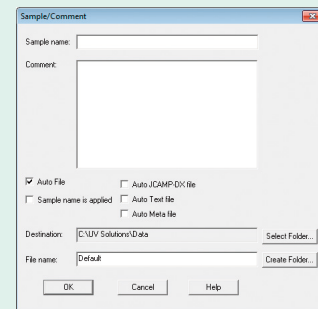 Sample/Comment
Sample name:
Comment:
Auto File
Auto JCAMP-DX file
Sample name is applied
Auto Text file
Auto Meta file
Destination: C:\UV Solutions\Data Select Folder...
File name: Default Create Folder...
OK Cancel Help